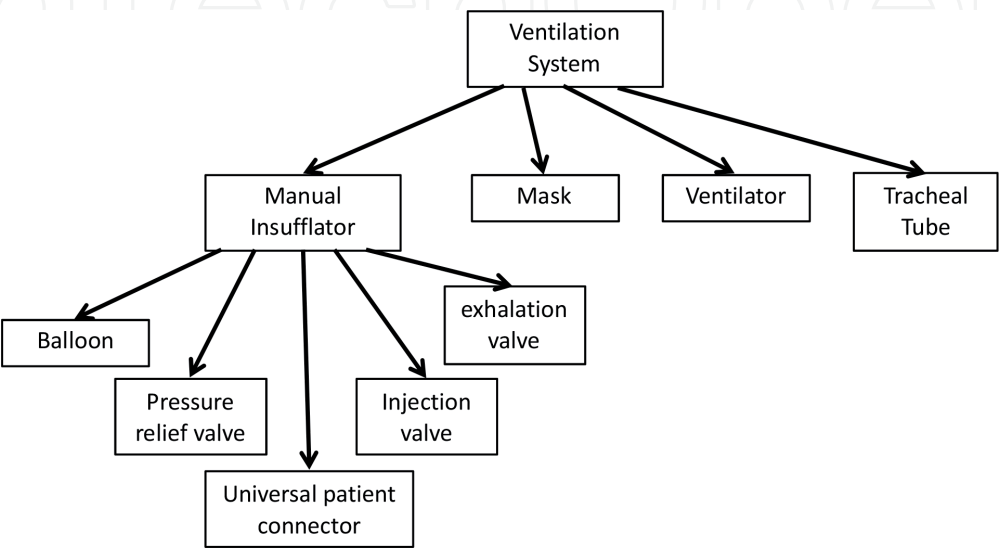 Ventilation
System
Manual
Insufflator
Mask
Ventilator
Tracheal
Tube
Balloon
Pressure
relief valve
Universal patient
connector
Injection
valve
exhalation
valve